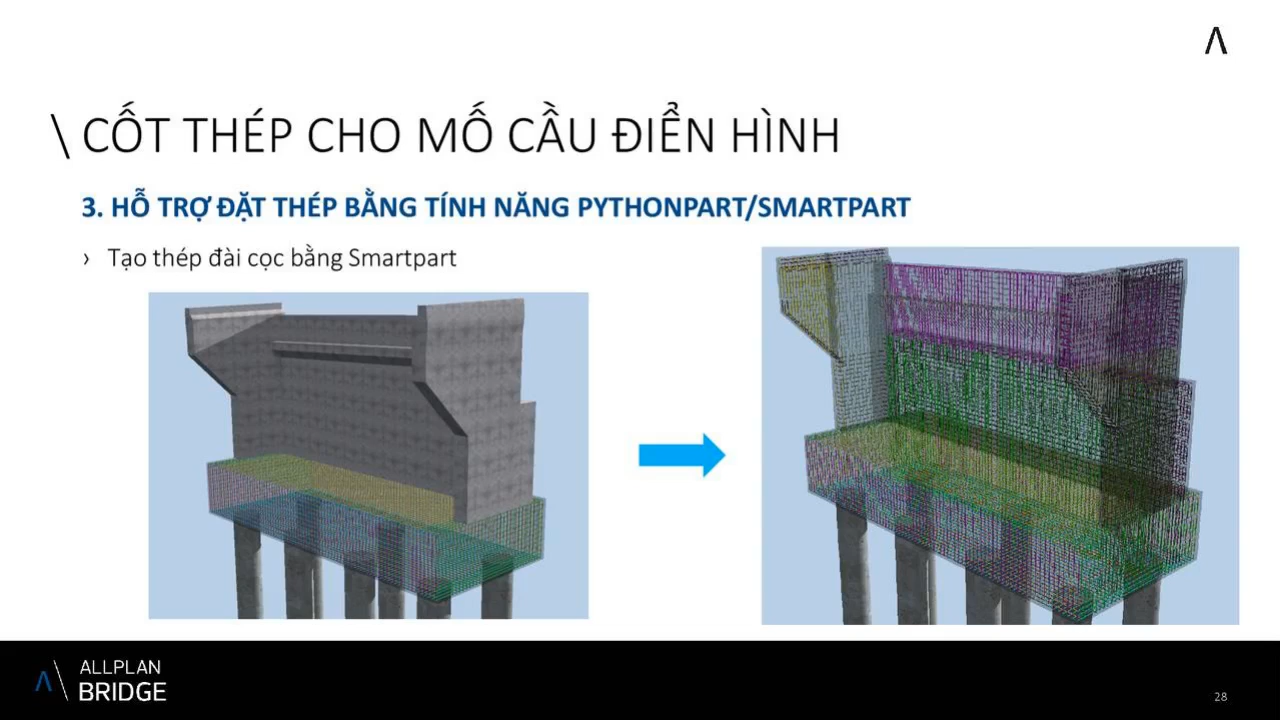 \ CỐT THÉP CHO MỐ CẦU ĐIỂN HÌNH
3. HỖ TRỢ ĐẶT THÉP BẰNG TÍNH NĂNG PYTHONPART/SMARTPART
› Tạo thép đài cọc bằng Smartpart
ALLPLAN
BRIDGE
28